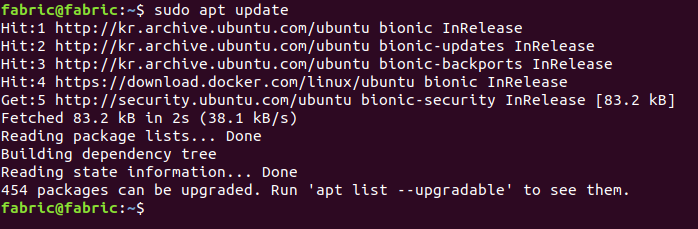 fabric@fabric:~$ sudo apt update
Hit:1 http://kr.archive.ubuntu.com/ubuntu bionic InRelease
Hit:2 http://kr.archive.ubuntu.com/ubuntu bionic-updates InRelease
Hit:3 http://kr.archive.ubuntu.com/ubuntu bionic-backports InRelease
Hit:4 https://download.docker.com/linux/ubuntu bionic InRelease
Get:5 http://security.ubuntu.com/ubuntu bionic-security InRelease [83.2 kB]
Fetched 83.2 kB in 2s (38.1 kB/s)
Reading package lists... Done
Building dependency tree
Reading state information... Done
454 packages can be upgraded. Run 'apt list --upgradable' to see them.
fabric@fabric:~$